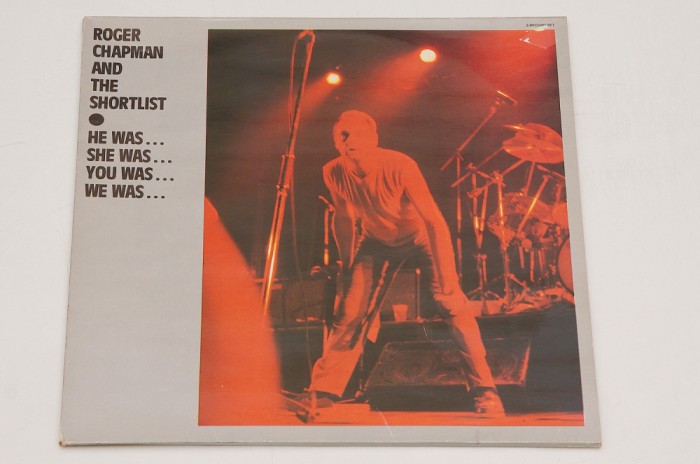 ROGER
CHAPMAN
AND
THE
SHORTLIST
HE WAS...
SHE WAS...
YOU WAS...
WE WAS...